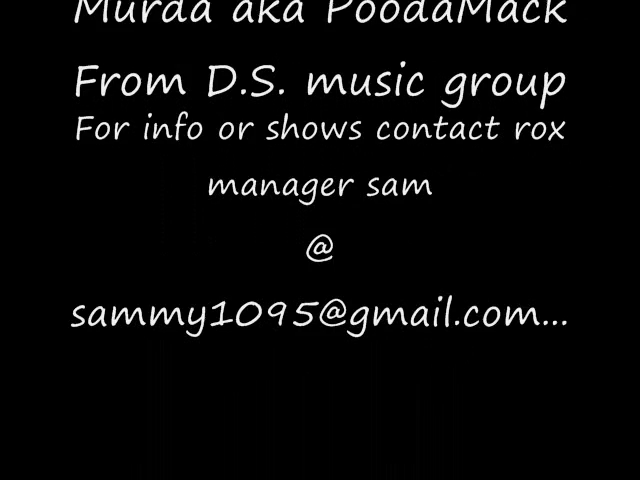 Murda aka PoodaMack
From D.S. music group
For info or shows contact rox
manager sam
@
sammy1095@gmail.com...